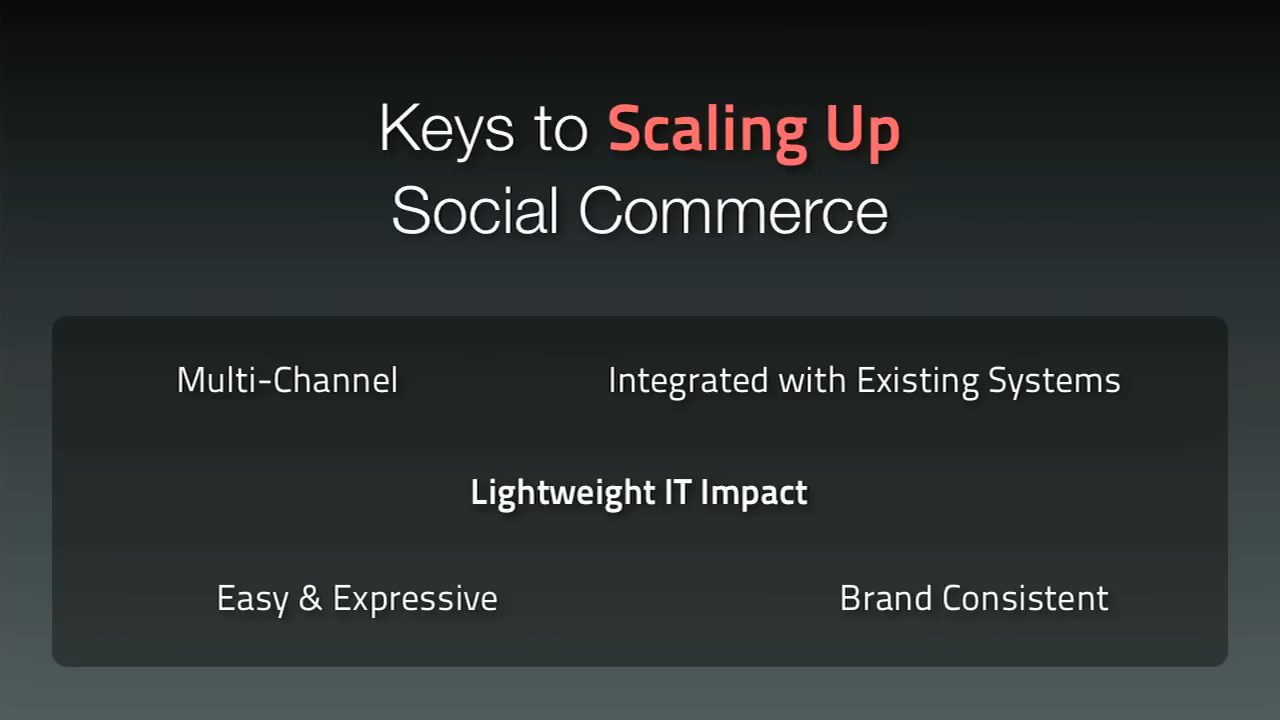 Keys to Scaling Up
Social Commerce
Multi-Channel
Integrated with Existing Systems
Lightweight IT Impact
Easy & Expressive
Brand Consistent